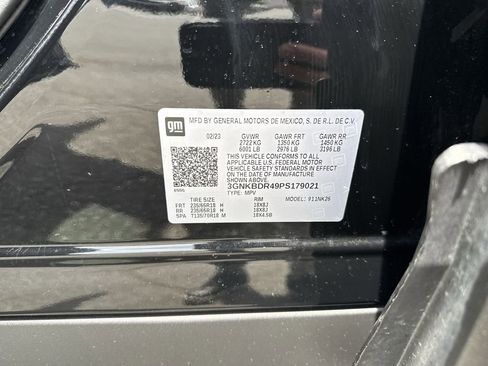 gm
MFD BY GENERAL MOTORS DE MEXICO, S. DE R.L. DE C.V.
02/23 GVWR GAWR FRT GAWR RR
2722 KG 1350 KG 1450 KG
6001 LB 2976 LB 3196 LB
THIS VEHICLE CONFORMS TO ALL
APPLICABLE U.S. FEDERAL MOTOR
VEHICLE SAFETY STANDARDS IN EFFECT
ON THE DATE OF MANUFACTURE
SHOWN ABOVE.
3GNKBDR49PS179021
TYPE: MPV
TIRE SIZE RIM MODEL: 911NK26
FRT 235/65R18 H 18X8J
RR 235/65R18 H 18X8J
SPA T135/70R18 M 18X4.5B